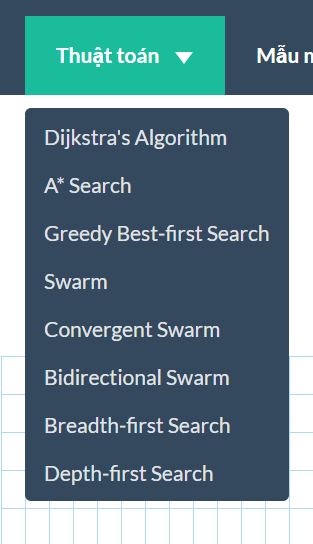 Thuật toán
Mẫu
Dijkstra's Algorithm
A* Search
Greedy Best-first Search
Swarm
Convergent Swarm
Bidirectional Swarm
Breadth-first Search
Depth-first Search